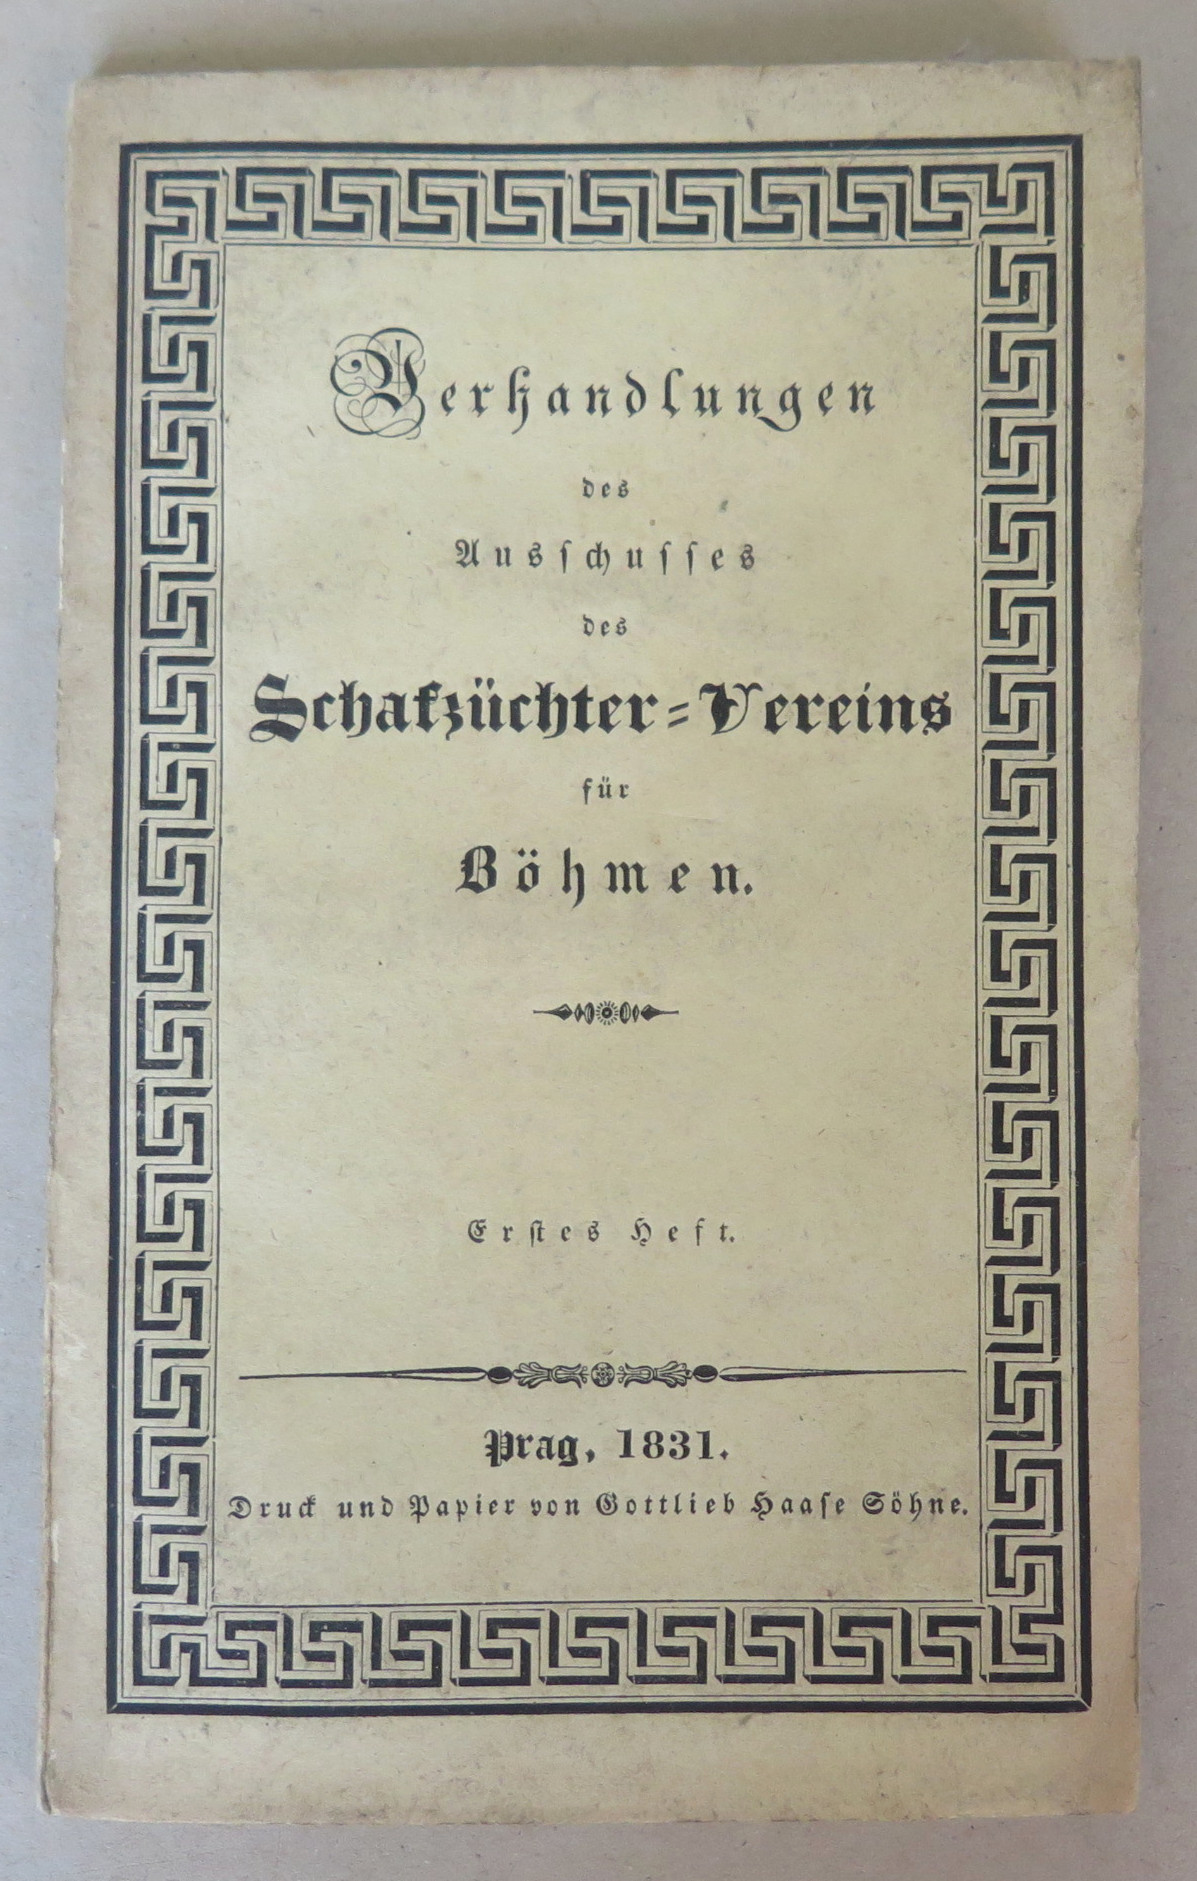 Verhandlungen
des
Ausſchuſſes
des
Schafzüchter=Vereins
für
Böhmen.
Erſtes Heft.
Prag, 1831.
Druck und Papier von Gottlieb Haaſe Söhne.